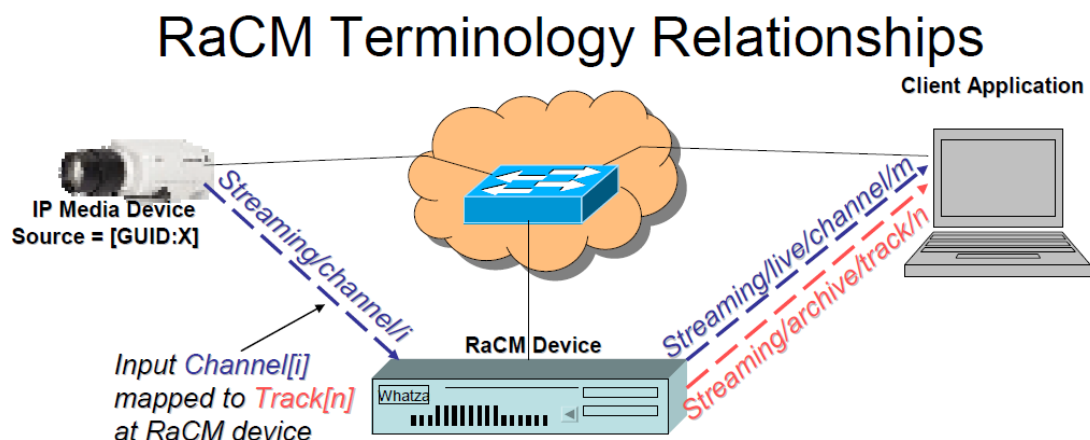 RaCM Terminology Relationships
Client Application
IP Media Device
Source = [GUID:X]
Streaming/channel/i
Streaming/live/channel/m
Streaming/archive/track/n
RaCM Device
Whatza
Input Channel[i]
mapped to Track[n]
at RaCM device